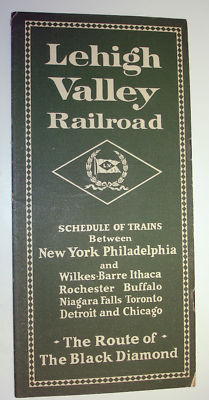 Lehigh
Valley
Railroad
LV
SCHEDULE OF TRAINS
Between
New York Philadelphia
and
Wilkes-Barre Ithaca
Rochester Buffalo
Niagara Falls Toronto
Detroit and Chicago
The Route of
The Black Diamond